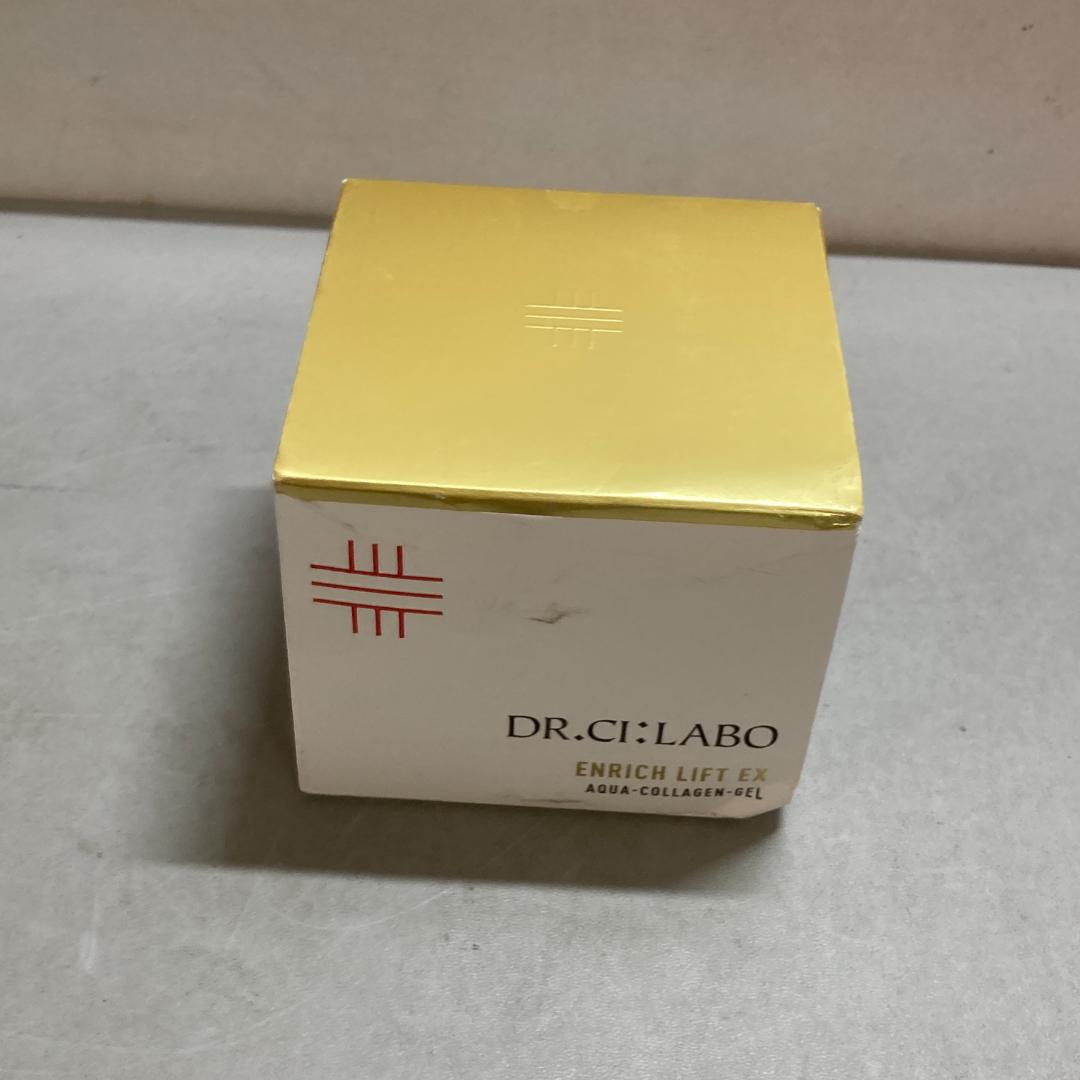 DR.CI:LABO
ENRICH LIFT EX
AQUA-COLLAGEN-GEL